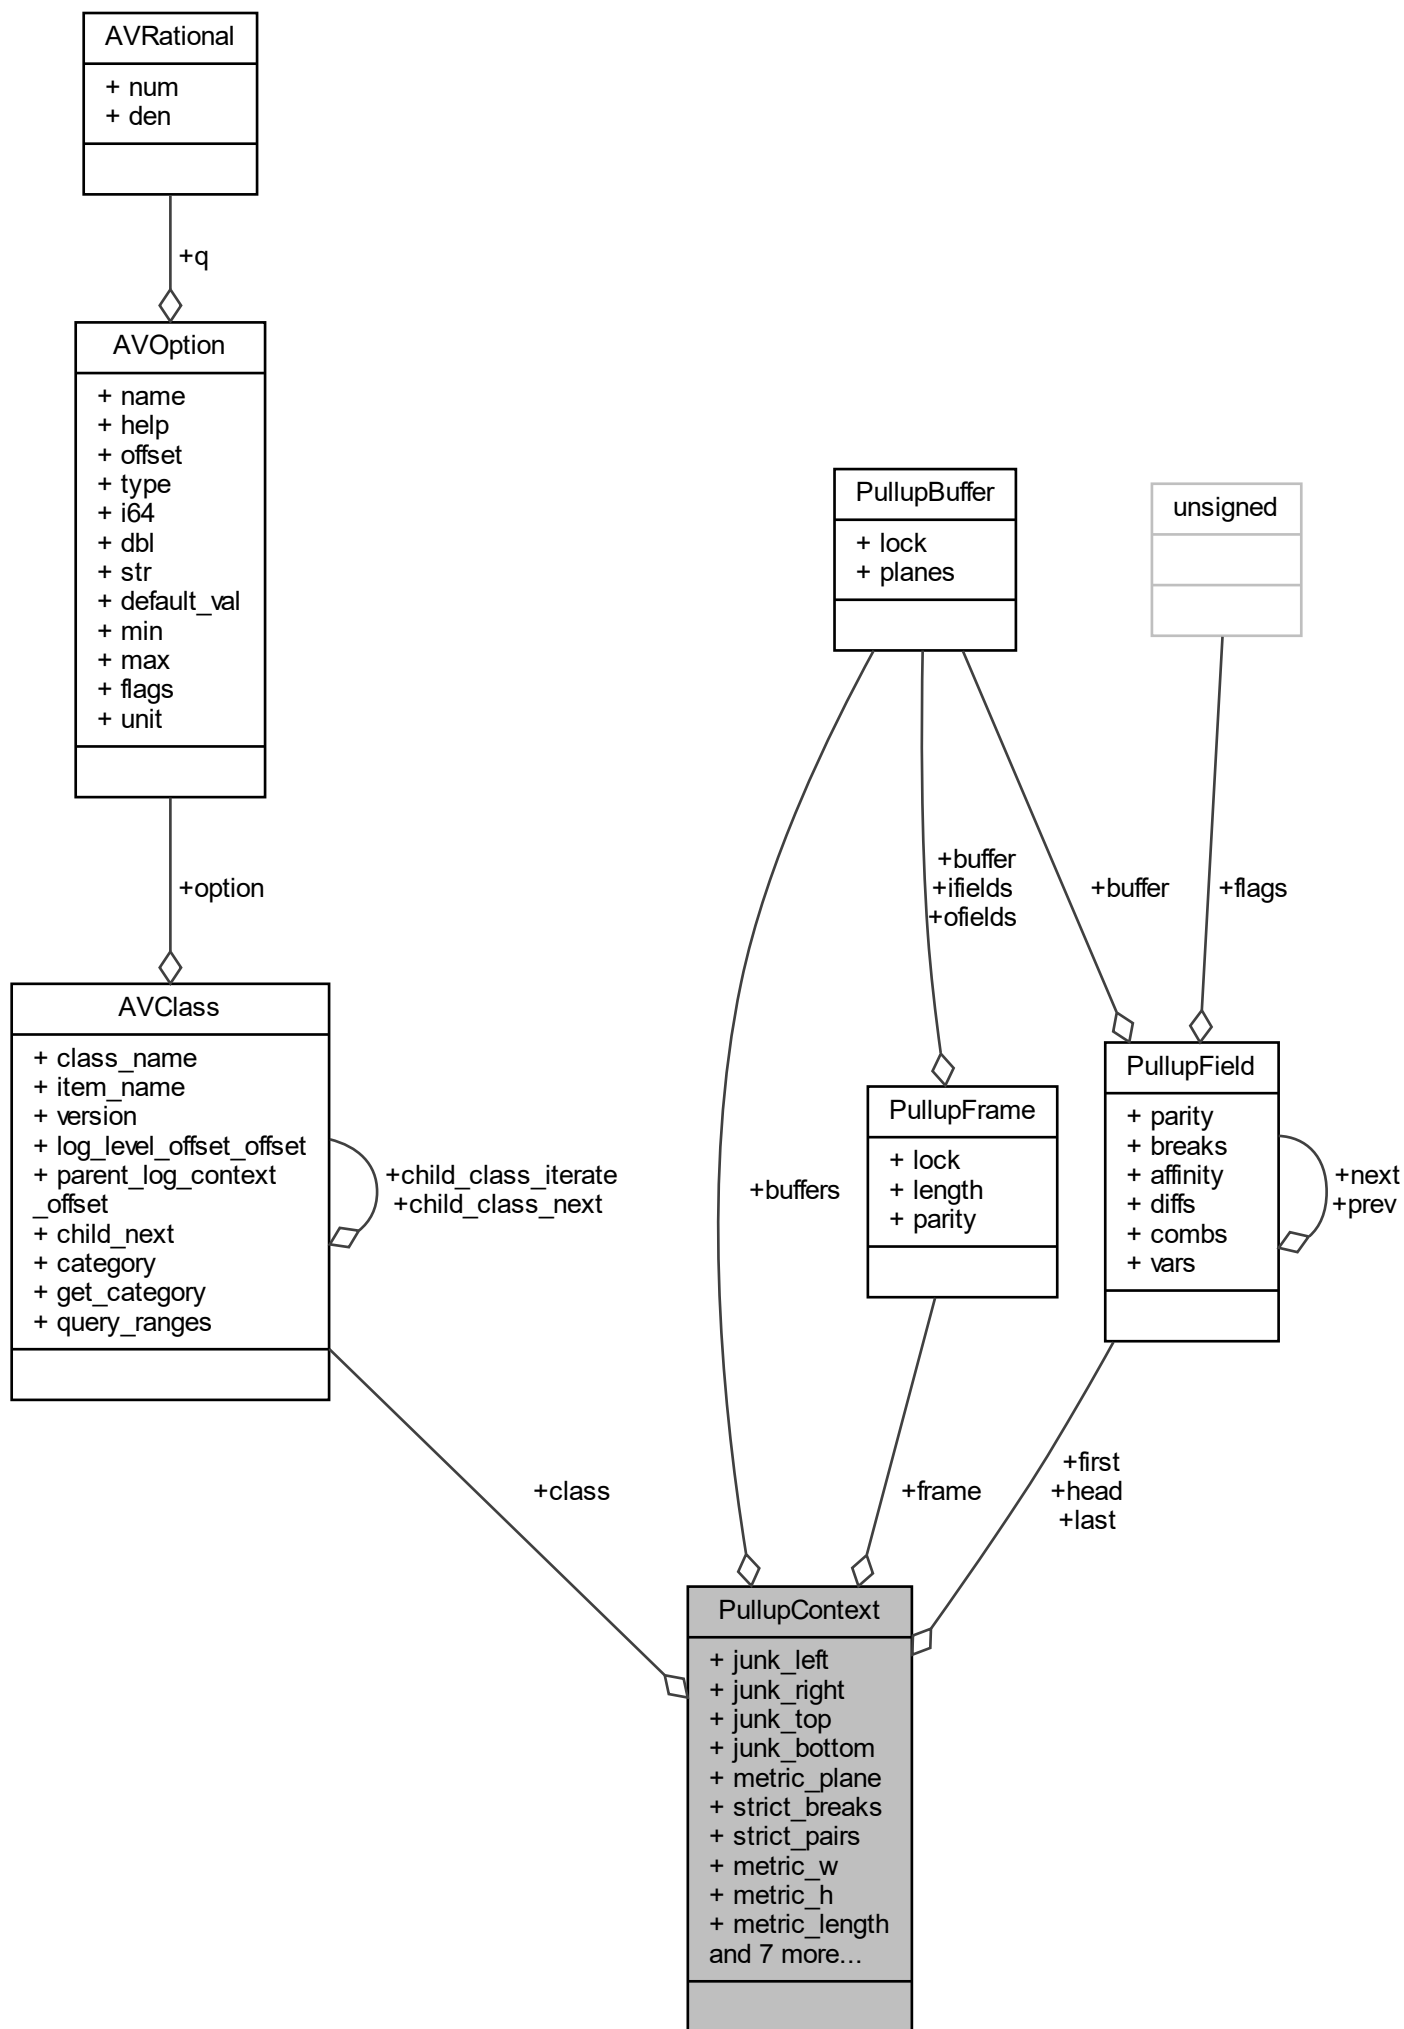 AVRational
+ num
+ den
+q
AVOption
+ name
+ help
+ offset
+ type
+ i64
+ dbl
+ str
+ default_val
+ min
+ max
+ flags
+ unit
+option
AVClass
+ class_name
+ item_name
+ version
+ log_level_offset_offset
+ parent_log_context
_offset
+ child_next
+ category
+ get_category
+ query_ranges
+child_class_iterate
+child_class_next
PullupBuffer
+ lock
+ planes
unsigned
+buffer
+ifields
+ofields
+buffer
+flags
PullupFrame
+ lock
+ length
+ parity
PullupField
+ parity
+ breaks
+ affinity
+ diffs
+ combs
+ vars
+next
+prev
+buffers
+class
+frame
+first
+head
+last
PullupContext
+ junk_left
+ junk_right
+ junk_top
+ junk_bottom
+ metric_plane
+ strict_breaks
+ strict_pairs
+ metric_w
+ metric_h
+ metric_length
and 7 more...